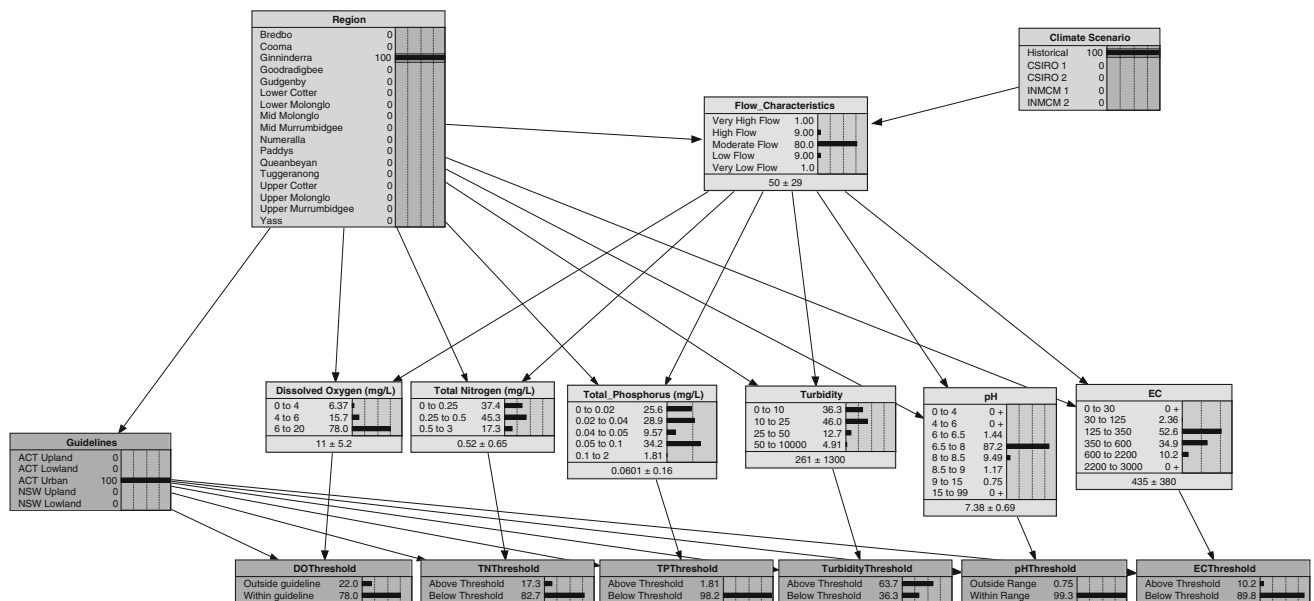 Region
Bredbo 0
Cooma 0
Ginninderra 100
Goodradigbee 0
Gudgenby 0
Lower Cotter 0
Lower Molonglo 0
Mid Molonglo 0
Mid Murrumbidgee 0
Numeralla 0
Paddys 0
Queanbeyan 0
Tuggeranong 0
Upper Cotter 0
Upper Molonglo 0
Upper Murrumbidgee 0
Yass 0
Climate Scenario
Historical 100
CSIRO 1 0
CSIRO 2 0
INMCM 1 0
INMCM 2 0
Flow_Characteristics
Very High Flow 1.00
High Flow 9.00
Moderate Flow 80.0
Low Flow 9.00
Very Low Flow 1.0
50 ± 29
Dissolved Oxygen (mg/L)
0 to 4 6.37
4 to 6 15.7
6 to 20 78.0
11 ± 5.2
Total Nitrogen (mg/L)
0 to 0.25 37.4
0.25 to 0.5 45.3
0.5 to 3 17.3
0.52 ± 0.65
Total_Phosphorus (mg/L)
0 to 0.02 25.6
0.02 to 0.04 28.9
0.04 to 0.05 9.57
0.05 to 0.1 34.2
0.1 to 2 1.81
0.0601 ± 0.16
Turbidity
0 to 10 36.3
10 to 25 46.0
25 to 50 12.7
50 to 10000 4.91
261 ± 1300
pH
0 to 4 0 +
4 to 6 0 +
6 to 6.5 1.44
6.5 to 8 87.2
8 to 8.5 9.49
8.5 to 9 1.17
9 to 15 0.75
15 to 99 0 +
7.38 ± 0.69
EC
0 to 30 0 +
30 to 125 2.36
125 to 350 52.6
350 to 600 34.9
600 to 2200 10.2
2200 to 3000 0 +
435 ± 380
Guidelines
ACT Upland 0
ACT Lowland 0
ACT Urban 100
NSW Upland 0
NSW Lowland 0
DOThreshold
Outside guideline 22.0
Within guideline 78.0
TNThreshold
Above Threshold 17.3
Below Threshold 82.7
TPThreshold
Above Threshold 1.81
Below Threshold 98.2
TurbidityThreshold
Above Threshold 63.7
Below Threshold 36.3
pHThreshold
Outside Range 0.75
Within Range 99.3
ECThreshold
Above Threshold 10.2
Below Threshold 89.8